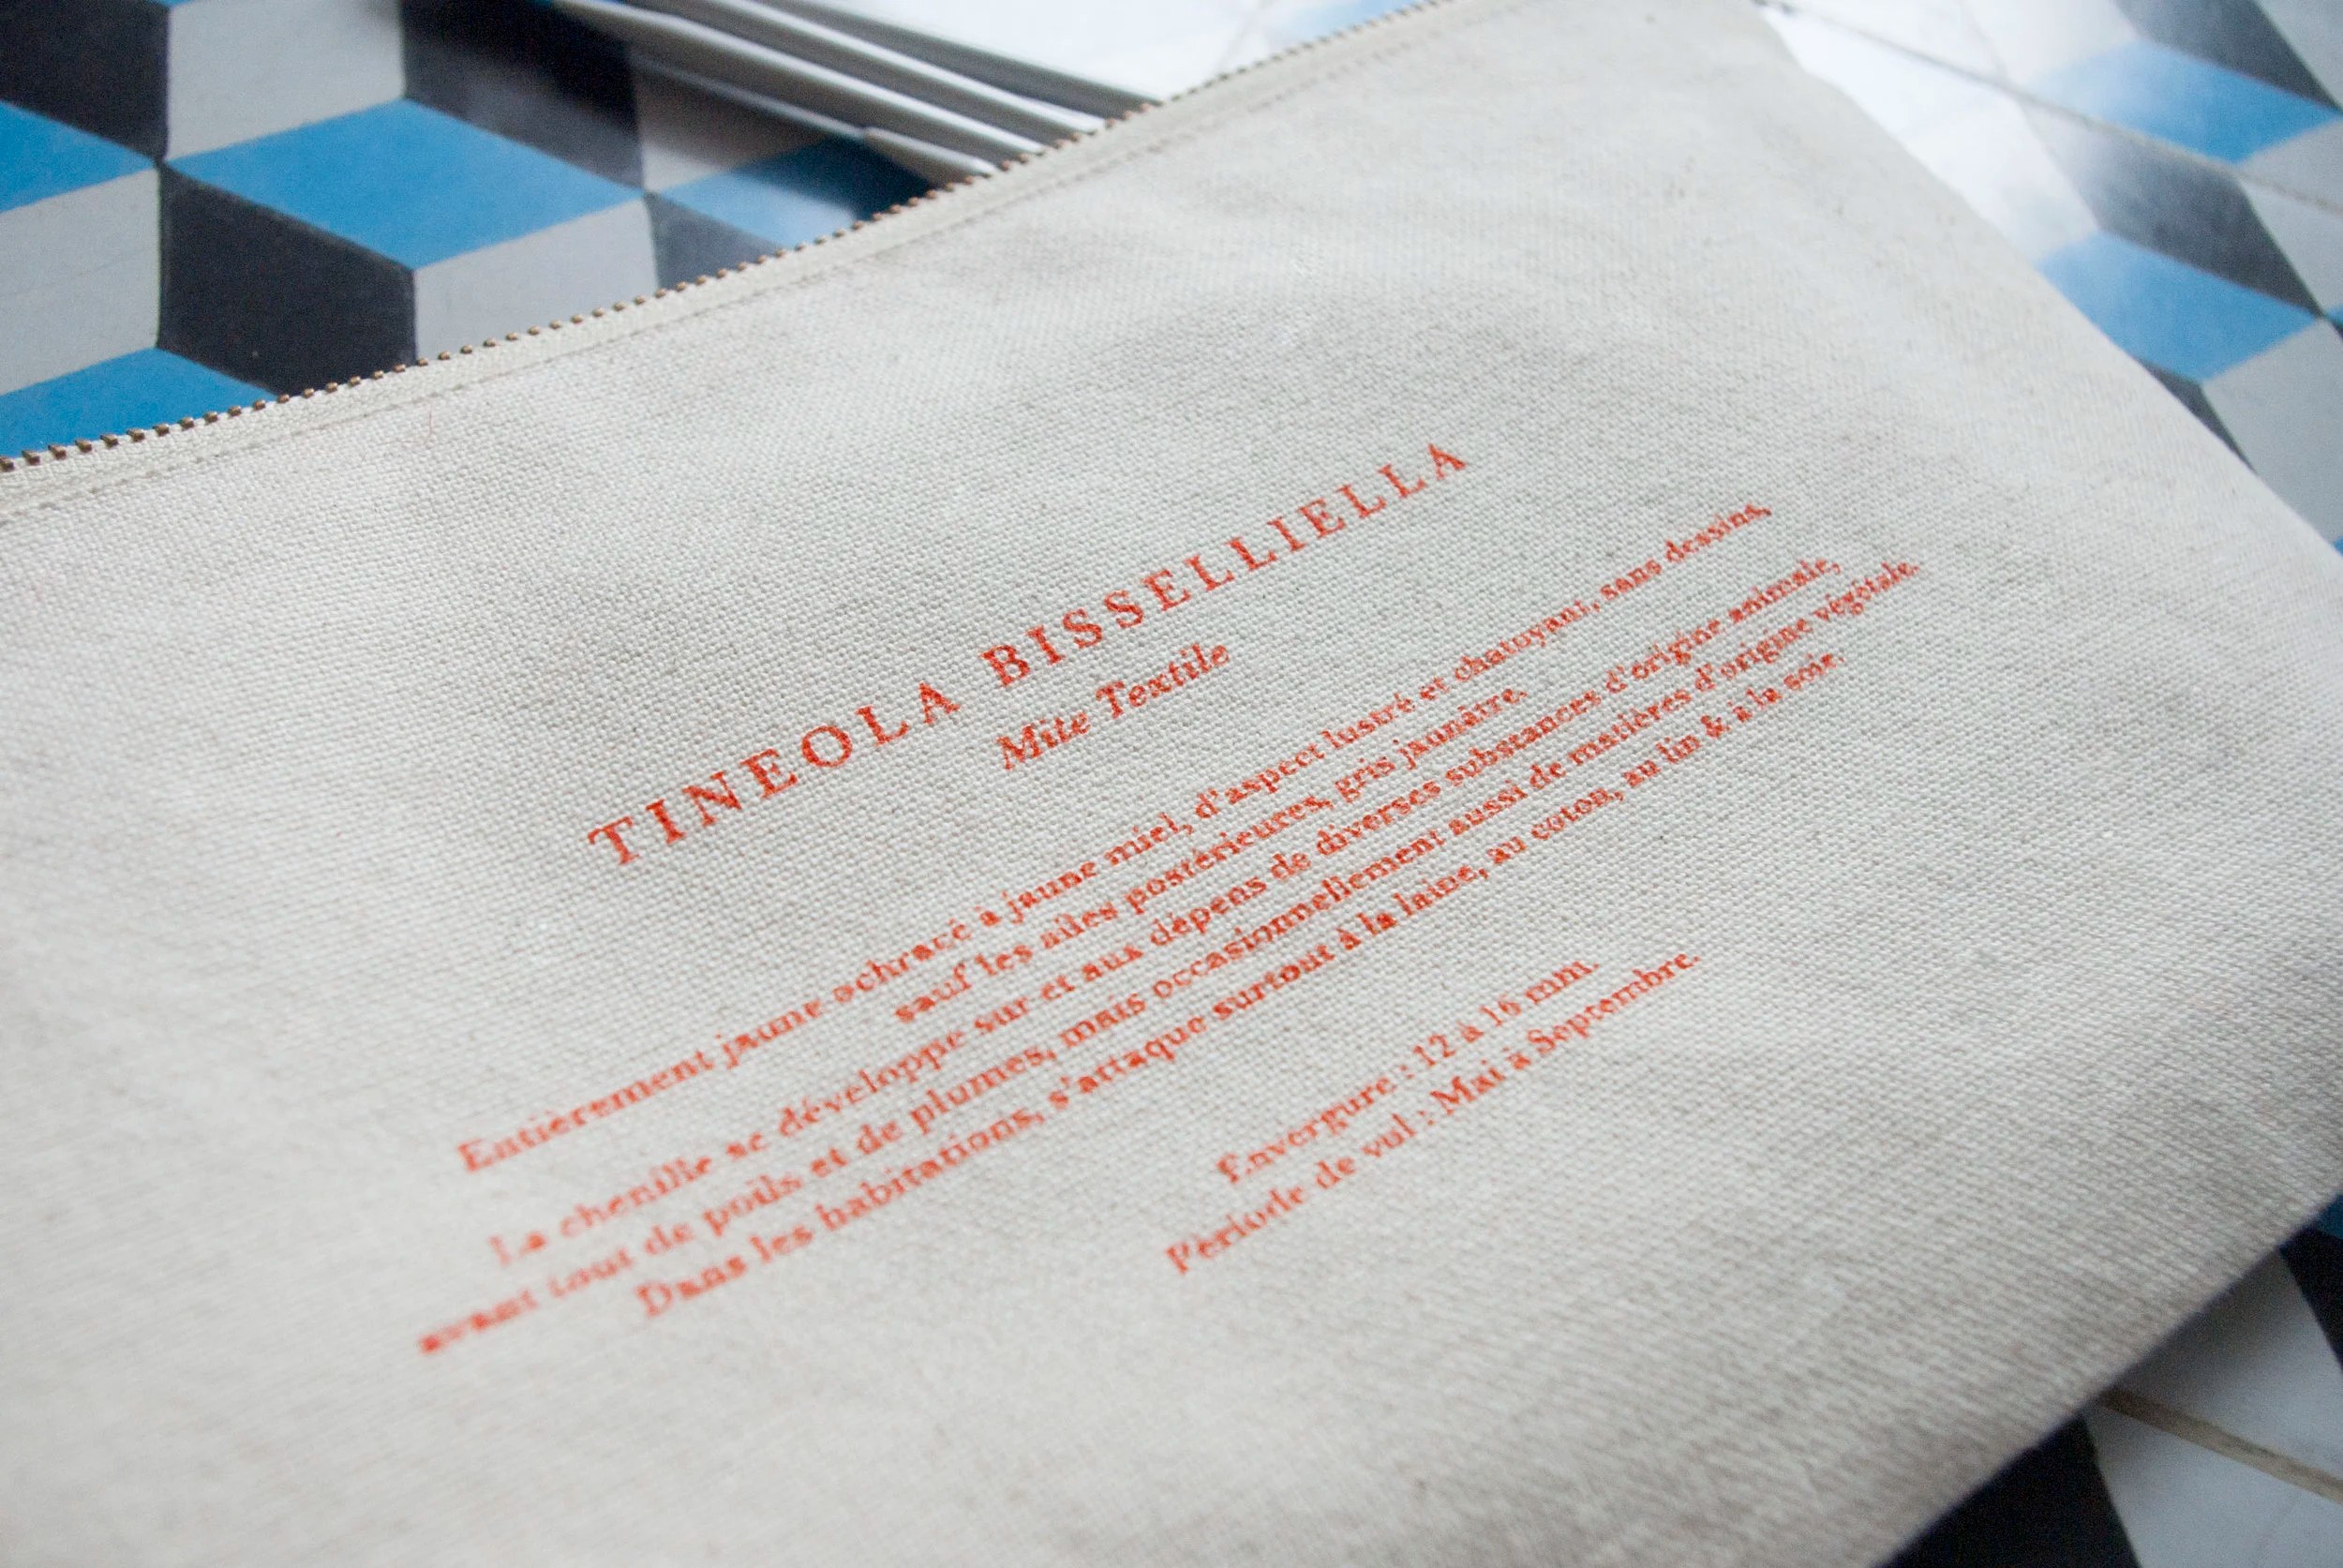 TINEOLA BISSELLIELLA
Mite Textile
Entièrement jaune ochracé à jaune miel, d'aspect lustré et chatoyant, sans dessins,
sauf les ailes postérieures, gris jaunâtre.
La chenille se développe sur et aux dépens de diverses substances d'origine animale,
avant tout de poils et de plumes, mais occasionnellement aussi de matières d'origine végétale.
Dans les habitations, s'attaque surtout à la laine, au coton, au lin & à la soie.
Envergure : 12 à 16 mm.
Période de vol : Mai à Septembre.